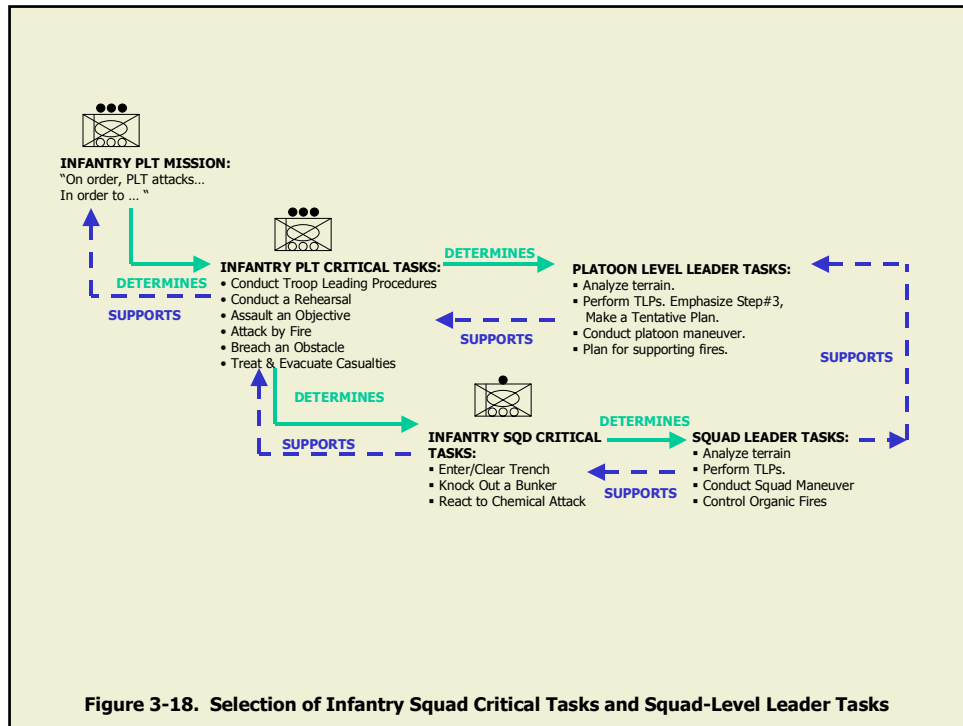 INFANTRY PLT MISSION:
“On order, PLT attacks…
In order to … “
DETERMINES
SUPPORTS
INFANTRY PLT CRITICAL TASKS:
• Conduct Troop Leading Procedures
• Conduct a Rehearsal
• Assault an Objective
• Attack by Fire
• Breach an Obstacle
• Treat & Evacuate Casualties
DETERMINES
SUPPORTS
PLATOON LEVEL LEADER TASKS:
▪ Analyze terrain.
▪ Perform TLPs. Emphasize Step#3,
Make a Tentative Plan.
▪ Conduct platoon maneuver.
▪ Plan for supporting fires.
SUPPORTS
DETERMINES
SUPPORTS
INFANTRY SQD CRITICAL
TASKS:
▪ Enter/Clear Trench
▪ Knock Out a Bunker
▪ React to Chemical Attack
DETERMINES
SUPPORTS
SQUAD LEADER TASKS:
▪ Analyze terrain
▪ Perform TLPs.
▪ Conduct Squad Maneuver
▪ Control Organic Fires
Figure 3-18. Selection of Infantry Squad Critical Tasks and Squad-Level Leader Tasks